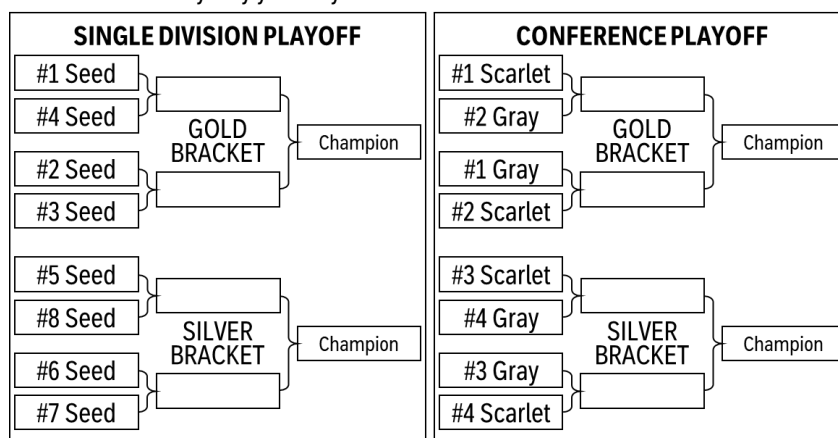 SINGLE DIVISION PLAYOFF
#1 Seed
#4 Seed
GOLD
BRACKET
#2 Seed
#3 Seed
Champion
#5 Seed
#8 Seed
SILVER
BRACKET
#6 Seed
#7 Seed
Champion
CONFERENCE PLAYOFF
#1 Scarlet
#2 Gray
GOLD
BRACKET
#1 Gray
#2 Scarlet
Champion
#3 Scarlet
#4 Gray
SILVER
BRACKET
#3 Gray
#4 Scarlet
Champion